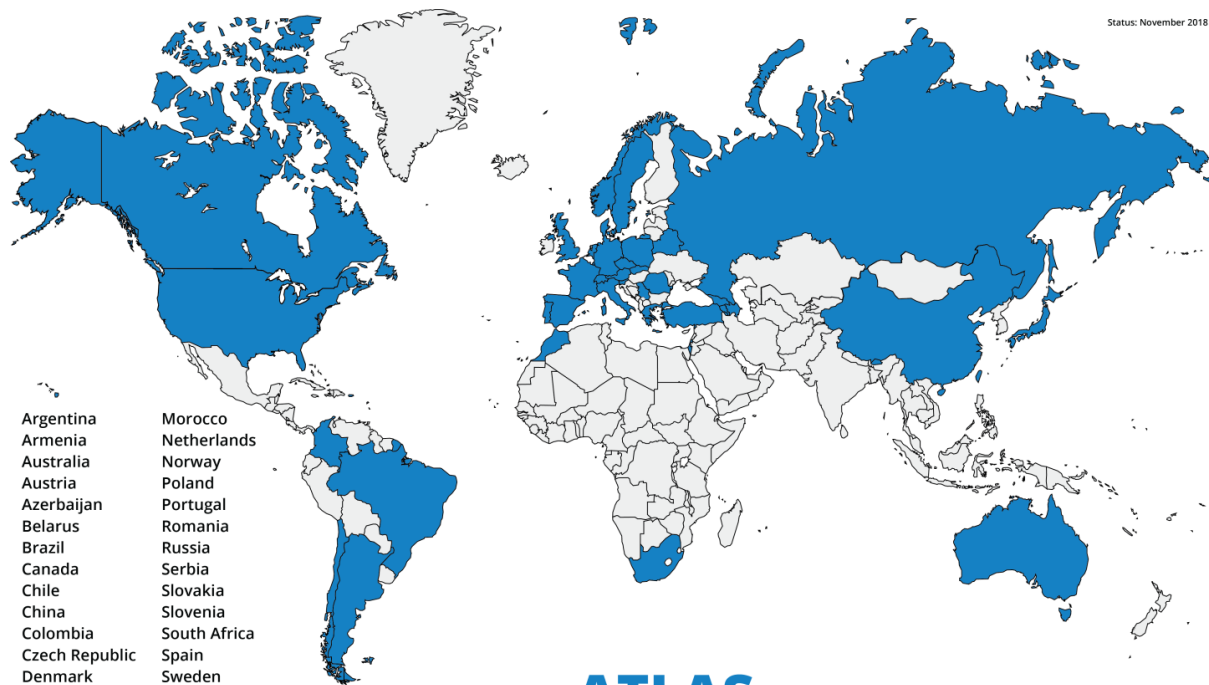 Status: November 2018
Argentina
Armenia
Australia
Austria
Azerbaijan
Belarus
Brazil
Canada
Chile
China
Colombia
Czech Republic
Denmark
Morocco
Netherlands
Norway
Poland
Portugal
Romania
Russia
Serbia
Slovakia
Slovenia
South Africa
Spain
Sweden
ATLAS